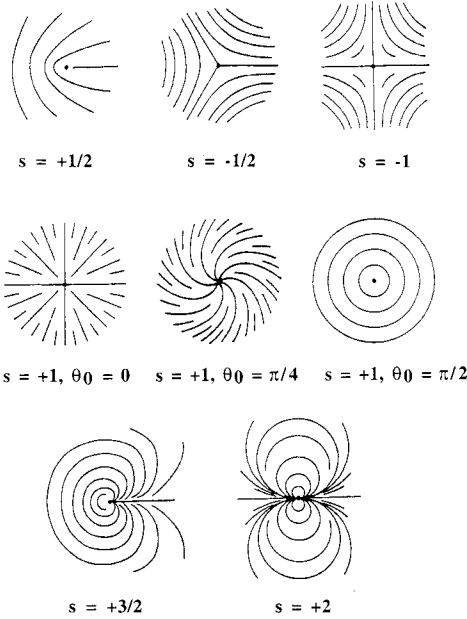 s = +1/2 s = -1/2 s = -1
s = +1, θ0 = 0 s = +1, θ0 = π/4 s = +1, θ0 = π/2
s = +3/2 s = +2